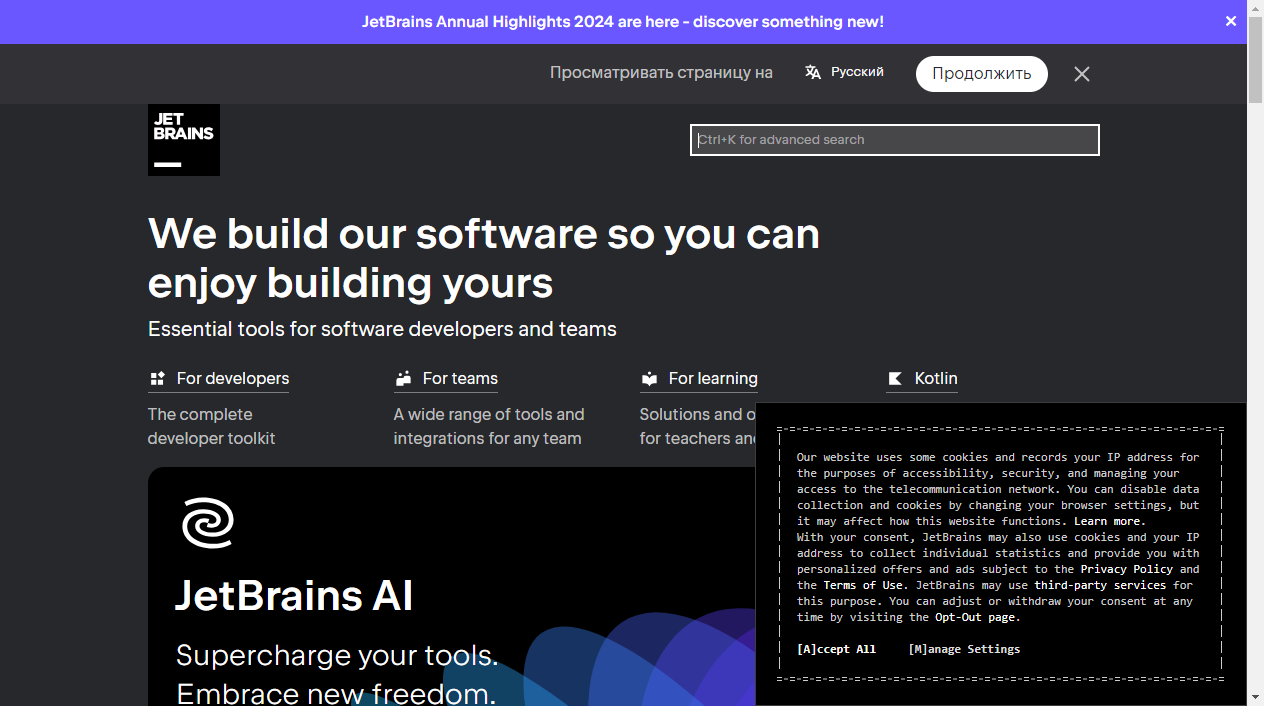 JetBrains Annual Highlights 2024 are here - discover something new!
Просматривать страницу на
Русский
Продолжить
JET
BRAINS
Ctrl+K for advanced search
We build our software so you can
enjoy building yours
Essential tools for software developers and teams
For developers
The complete
developer toolkit
For teams
A wide range of tools and
integrations for any team
For learning
Solutions and
for teachers
Kotlin
JetBrains AI
Supercharge your tools.
Embrace new freedom.
Our website uses some cookies and records your IP address for
the purposes of accessibility, security, and managing your
access to the telecommunication network. You can disable data
collection and cookies by changing your browser settings, but
it may affect how this website functions. Learn more.
With your consent, JetBrains may also use cookies and your IP
address to collect individual statistics and provide you with
personalized offers and ads subject to the Privacy Policy and
the Terms of Use. JetBrains may use third-party services for
this purpose. You can adjust or withdraw your consent at any
time by visiting the Opt-Out page.
[A]ccept All
[M]anage Settings